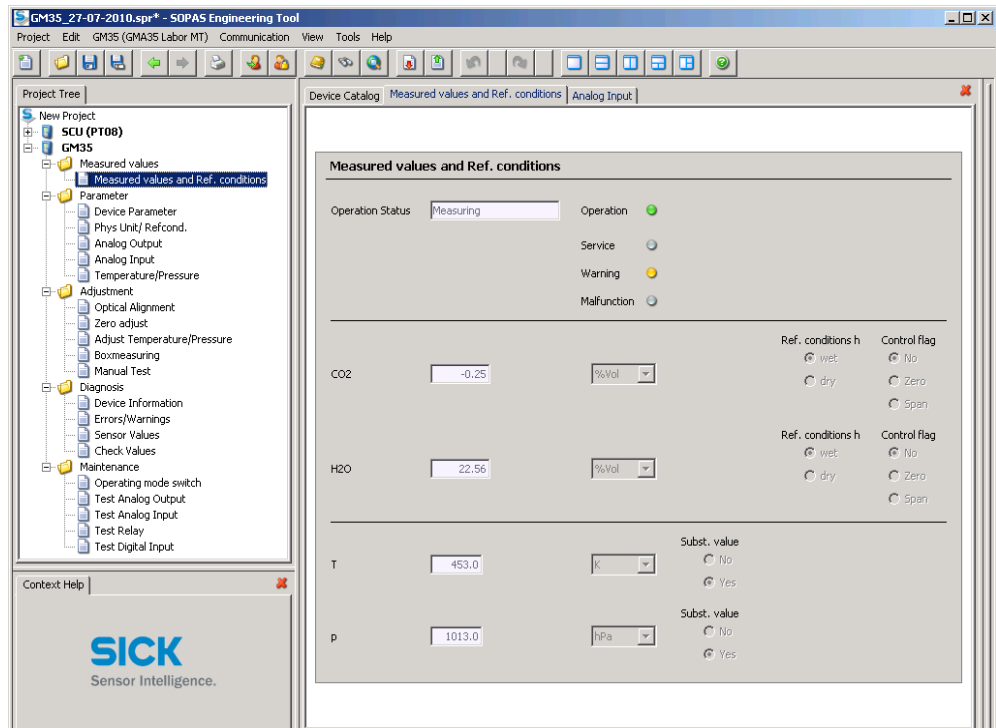 GM35_27-07-2010.spr* - SOPAS Engineering Tool
Project Edit GM35 (GMA35 Labor MT) Communication View Tools Help
Project Tree
New Project
SCU (PT08)
GM35
Measured values
Measured values and Ref. conditions
Parameter
Device Parameter
Phys Unit/ Refcond.
Analog Output
Analog Input
Temperature/Pressure
Adjustment
Optical Alignment
Zero adjust
Adjust Temperature/Pressure
Boxmeasuring
Manual Test
Diagnosis
Device Information
Errors/Warnings
Sensor Values
Check Values
Maintenance
Operating mode switch
Test Analog Output
Test Analog Input
Test Relay
Test Digital Input
Context Help
SICK
Sensor Intelligence.
Device Catalog Measured values and Ref. conditions Analog Input
Measured values and Ref. conditions
Operation Status Measuring Operation
Service
Warning
Malfunction
Ref. conditions h Control flag
wet No
CO2 -0.25 %Vol dry Zero
Span
Ref. conditions h Control flag
wet No
H2O 22.56 %Vol dry Zero
Span
Subst. value
No
T 453.0 K
Yes
Subst. value
No
p 1013.0 hPa
Yes